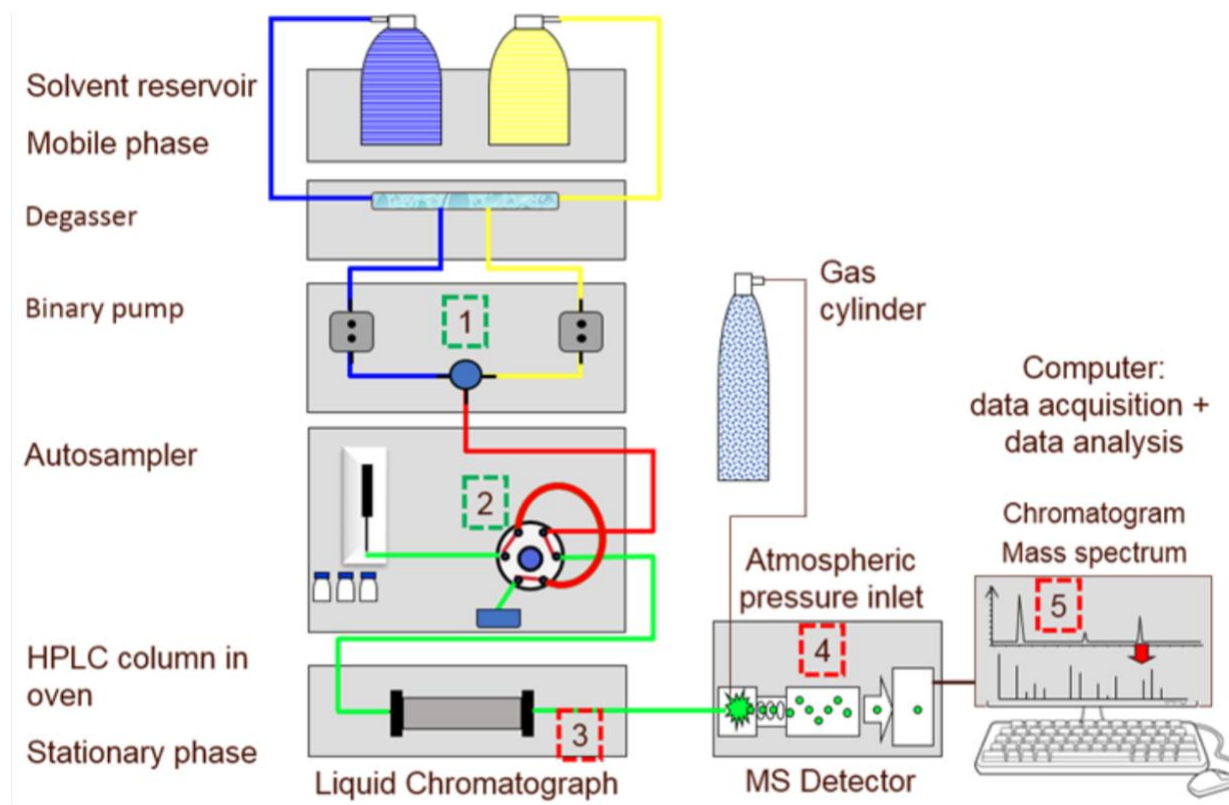 Solvent reservoir
Mobile phase
Degasser
Binary pump
1
Autosampler
2
HPLC column in
oven
Stationary phase
3
Liquid Chromatograph
Gas
cylinder
Atmospheric
pressure inlet
4
MS Detector
Computer:
data acquisition +
data analysis
Chromatogram
Mass spectrum
5